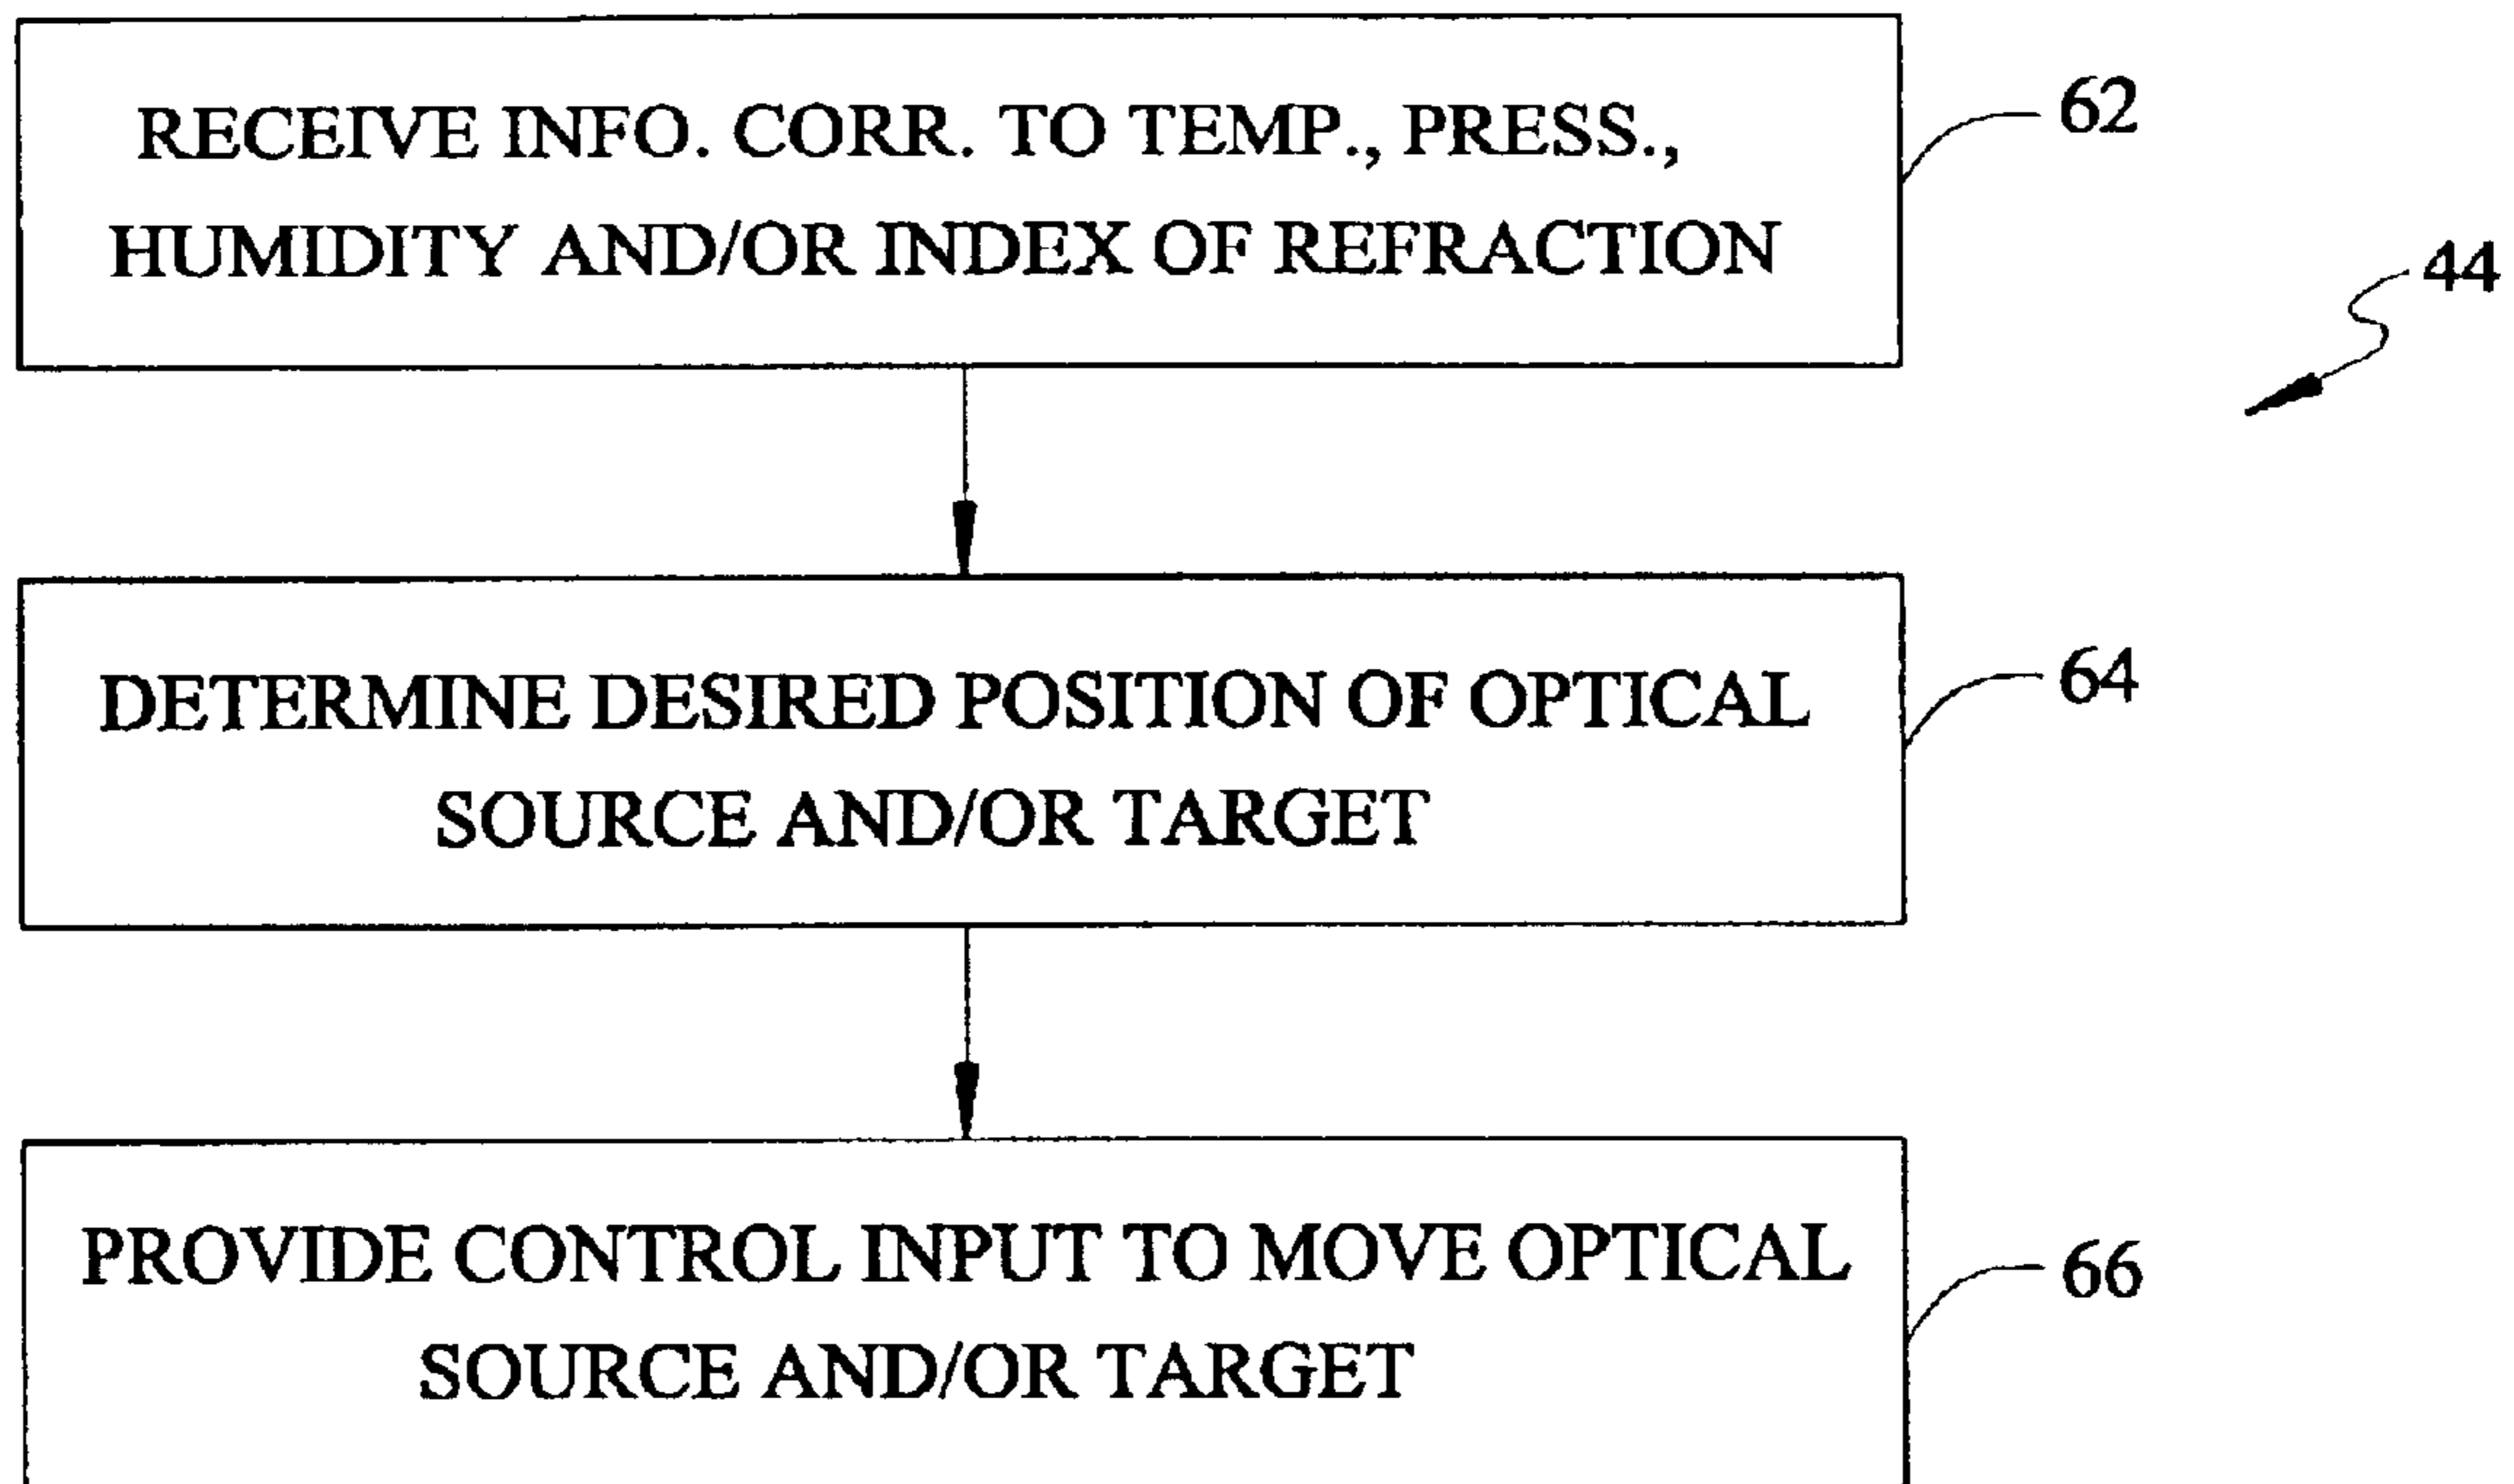 RECEIVE INFO. CORR. TO TEMP., PRESS.,
HUMIDITY AND/OR INDEX OF REFRACTION
62
44
DETERMINE DESIRED POSITION OF OPTICAL
SOURCE AND/OR TARGET
64
PROVIDE CONTROL INPUT TO MOVE OPTICAL
SOURCE AND/OR TARGET
66